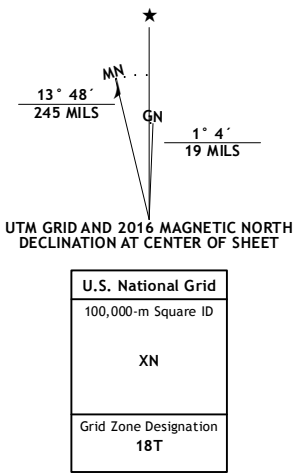 ★
MN
GN
13° 48´
245 MILS
1° 4´
19 MILS
UTM GRID AND 2016 MAGNETIC NORTH
DECLINATION AT CENTER OF SHEET
U.S. National Grid
100,000-m Square ID
XN
Grid Zone Designation
18T